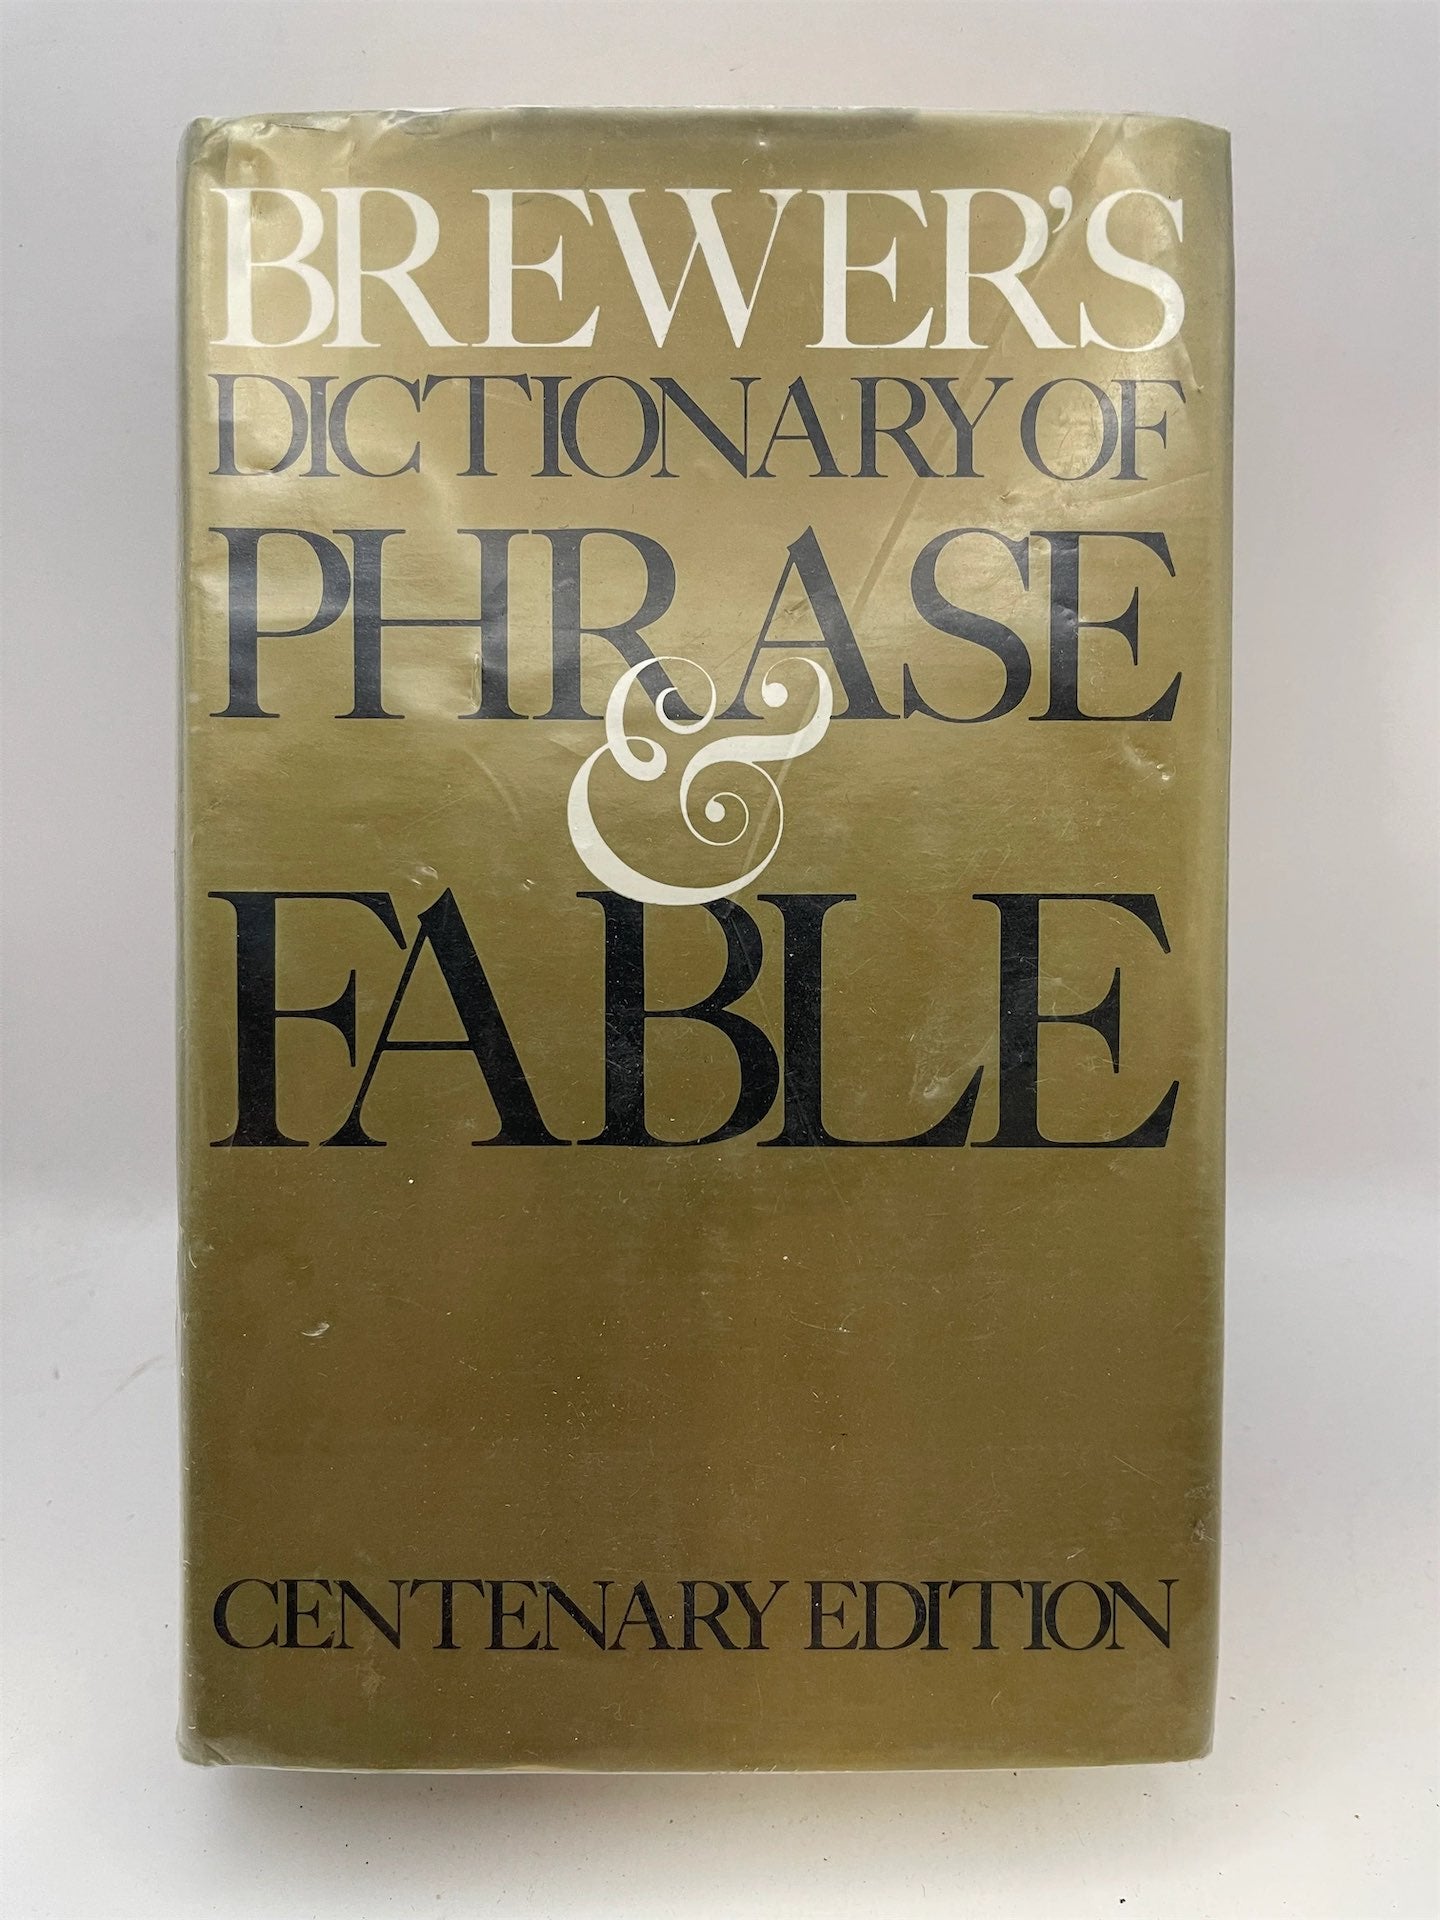 BREWER'S
DICTIONARY OF
PHRASE
&
FABLE
CENTENARY EDITION